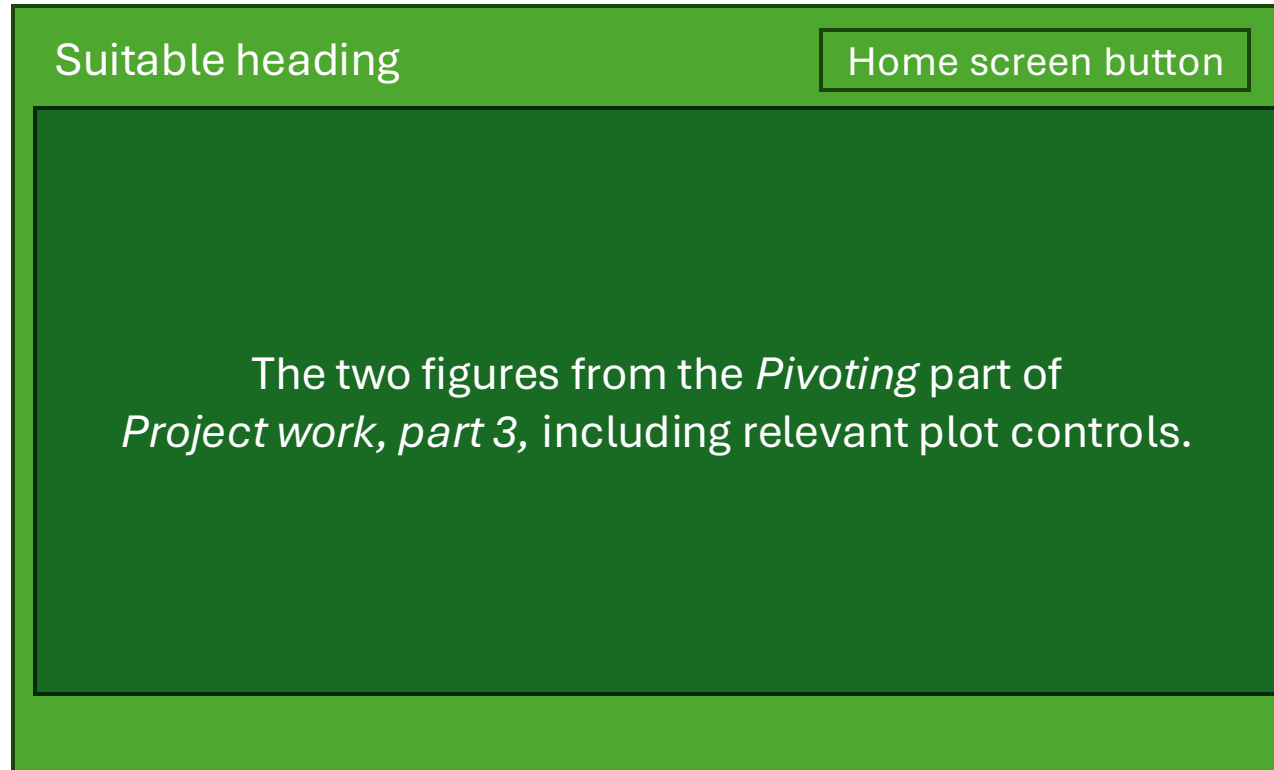 Suitable heading
Home screen button
The two figures from the Pivoting part of
Project work, part 3, including relevant plot controls.